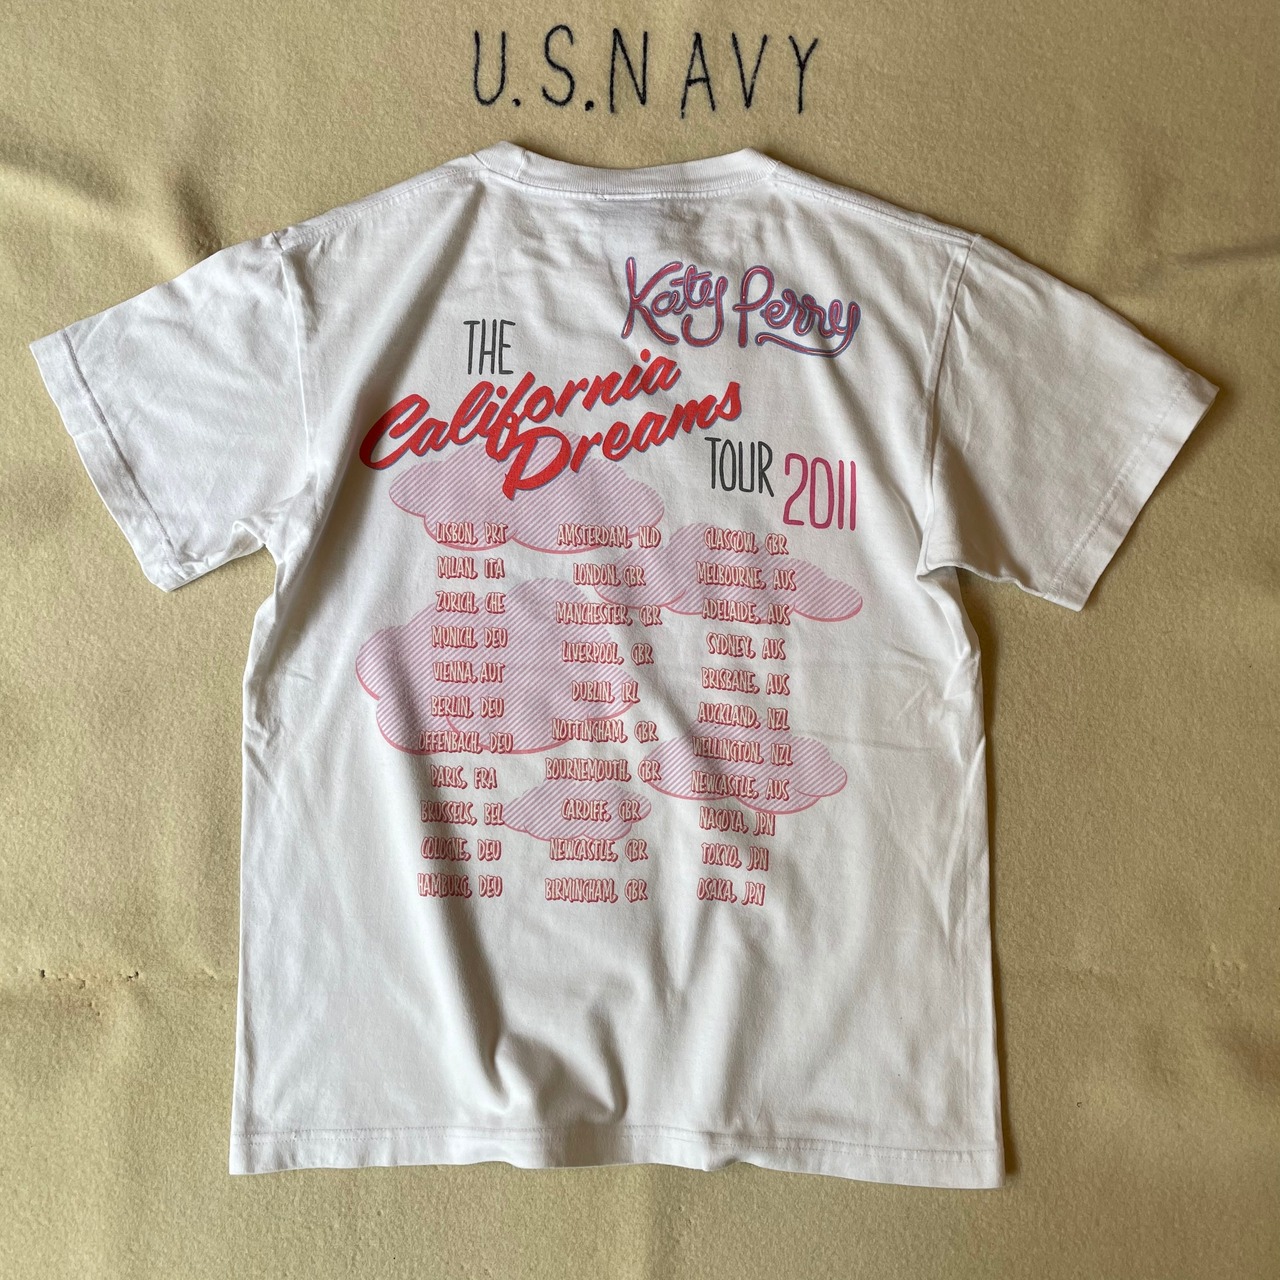 U.S.NAVY
Katy Perry
THE
California
Dreams
TOUR 2011
LISBON, PRT
MILAN, ITA
ZURICH, CHE
MUNICH, DEU
VIENNA, AUT
BERLIN, DEU
OFFENBACH, DEU
PARIS, FRA
BRUSSELS, BEL
COLOGNE, DEU
HAMBURG, DEU
AMSTERDAM, NLD
LONDON, GBR
MANCHESTER, GBR
LIVERPOOL, GBR
DUBLIN, IRL
NOTTINGHAM, GBR
BOURNEMOUTH, GBR
CARDIFF, GBR
NEWCASTLE, GBR
BIRMINGHAM, GBR
GLASGOW, GBR
MELBOURNE, AUS
ADELAIDE, AUS
SYDNEY, AUS
BRISBANE, AUS
AUCKLAND, NZL
WELLINGTON, NZL
NEWCASTLE, AUS
NAGOYA, JPN
TOKYO, JPN
OSAKA, JPN